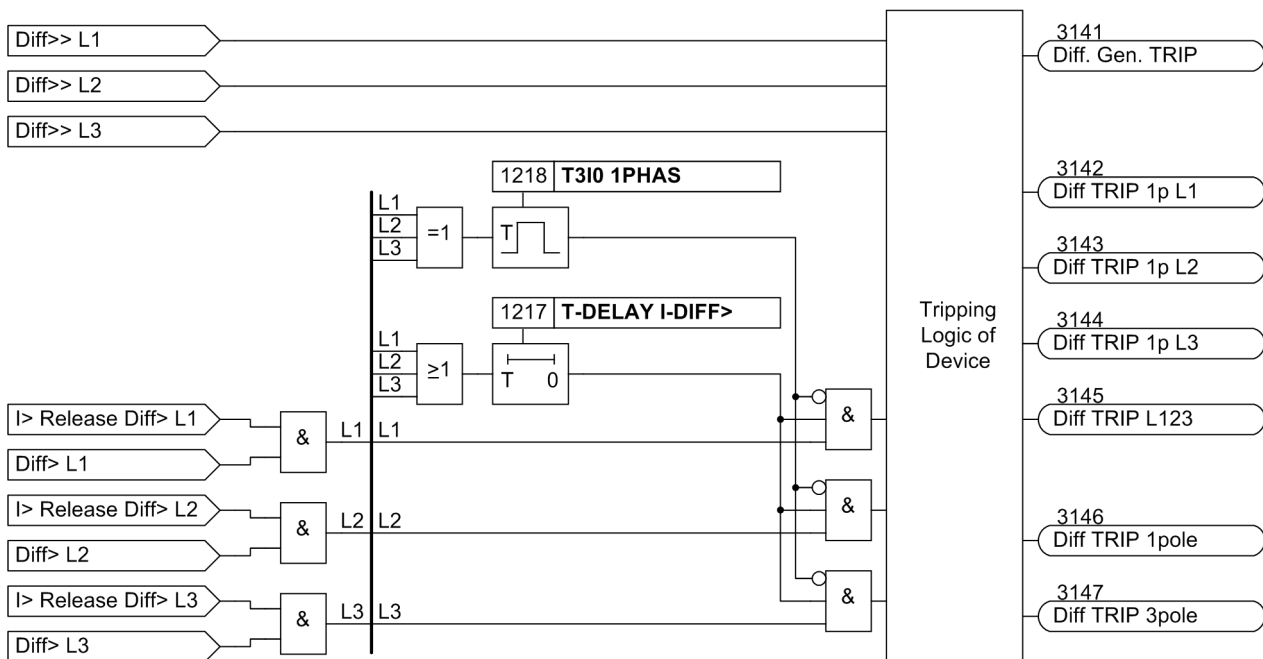 Diff>> L1
Diff>> L2
Diff>> L3
1218 T3I0 1PHAS
L1
L2
L3
=1
T
1217 T-DELAY I-DIFF>
L1
L2
L3
≥1
T 0
I> Release Diff> L1
Diff> L1
&
L1 L1
&
I> Release Diff> L2
Diff> L2
&
L2 L2
&
I> Release Diff> L3
Diff> L3
&
L3 L3
&
Tripping
Logic of
Device
3141
Diff. Gen. TRIP
3142
Diff TRIP 1p L1
3143
Diff TRIP 1p L2
3144
Diff TRIP 1p L3
3145
Diff TRIP L123
3146
Diff TRIP 1pole
3147
Diff TRIP 3pole